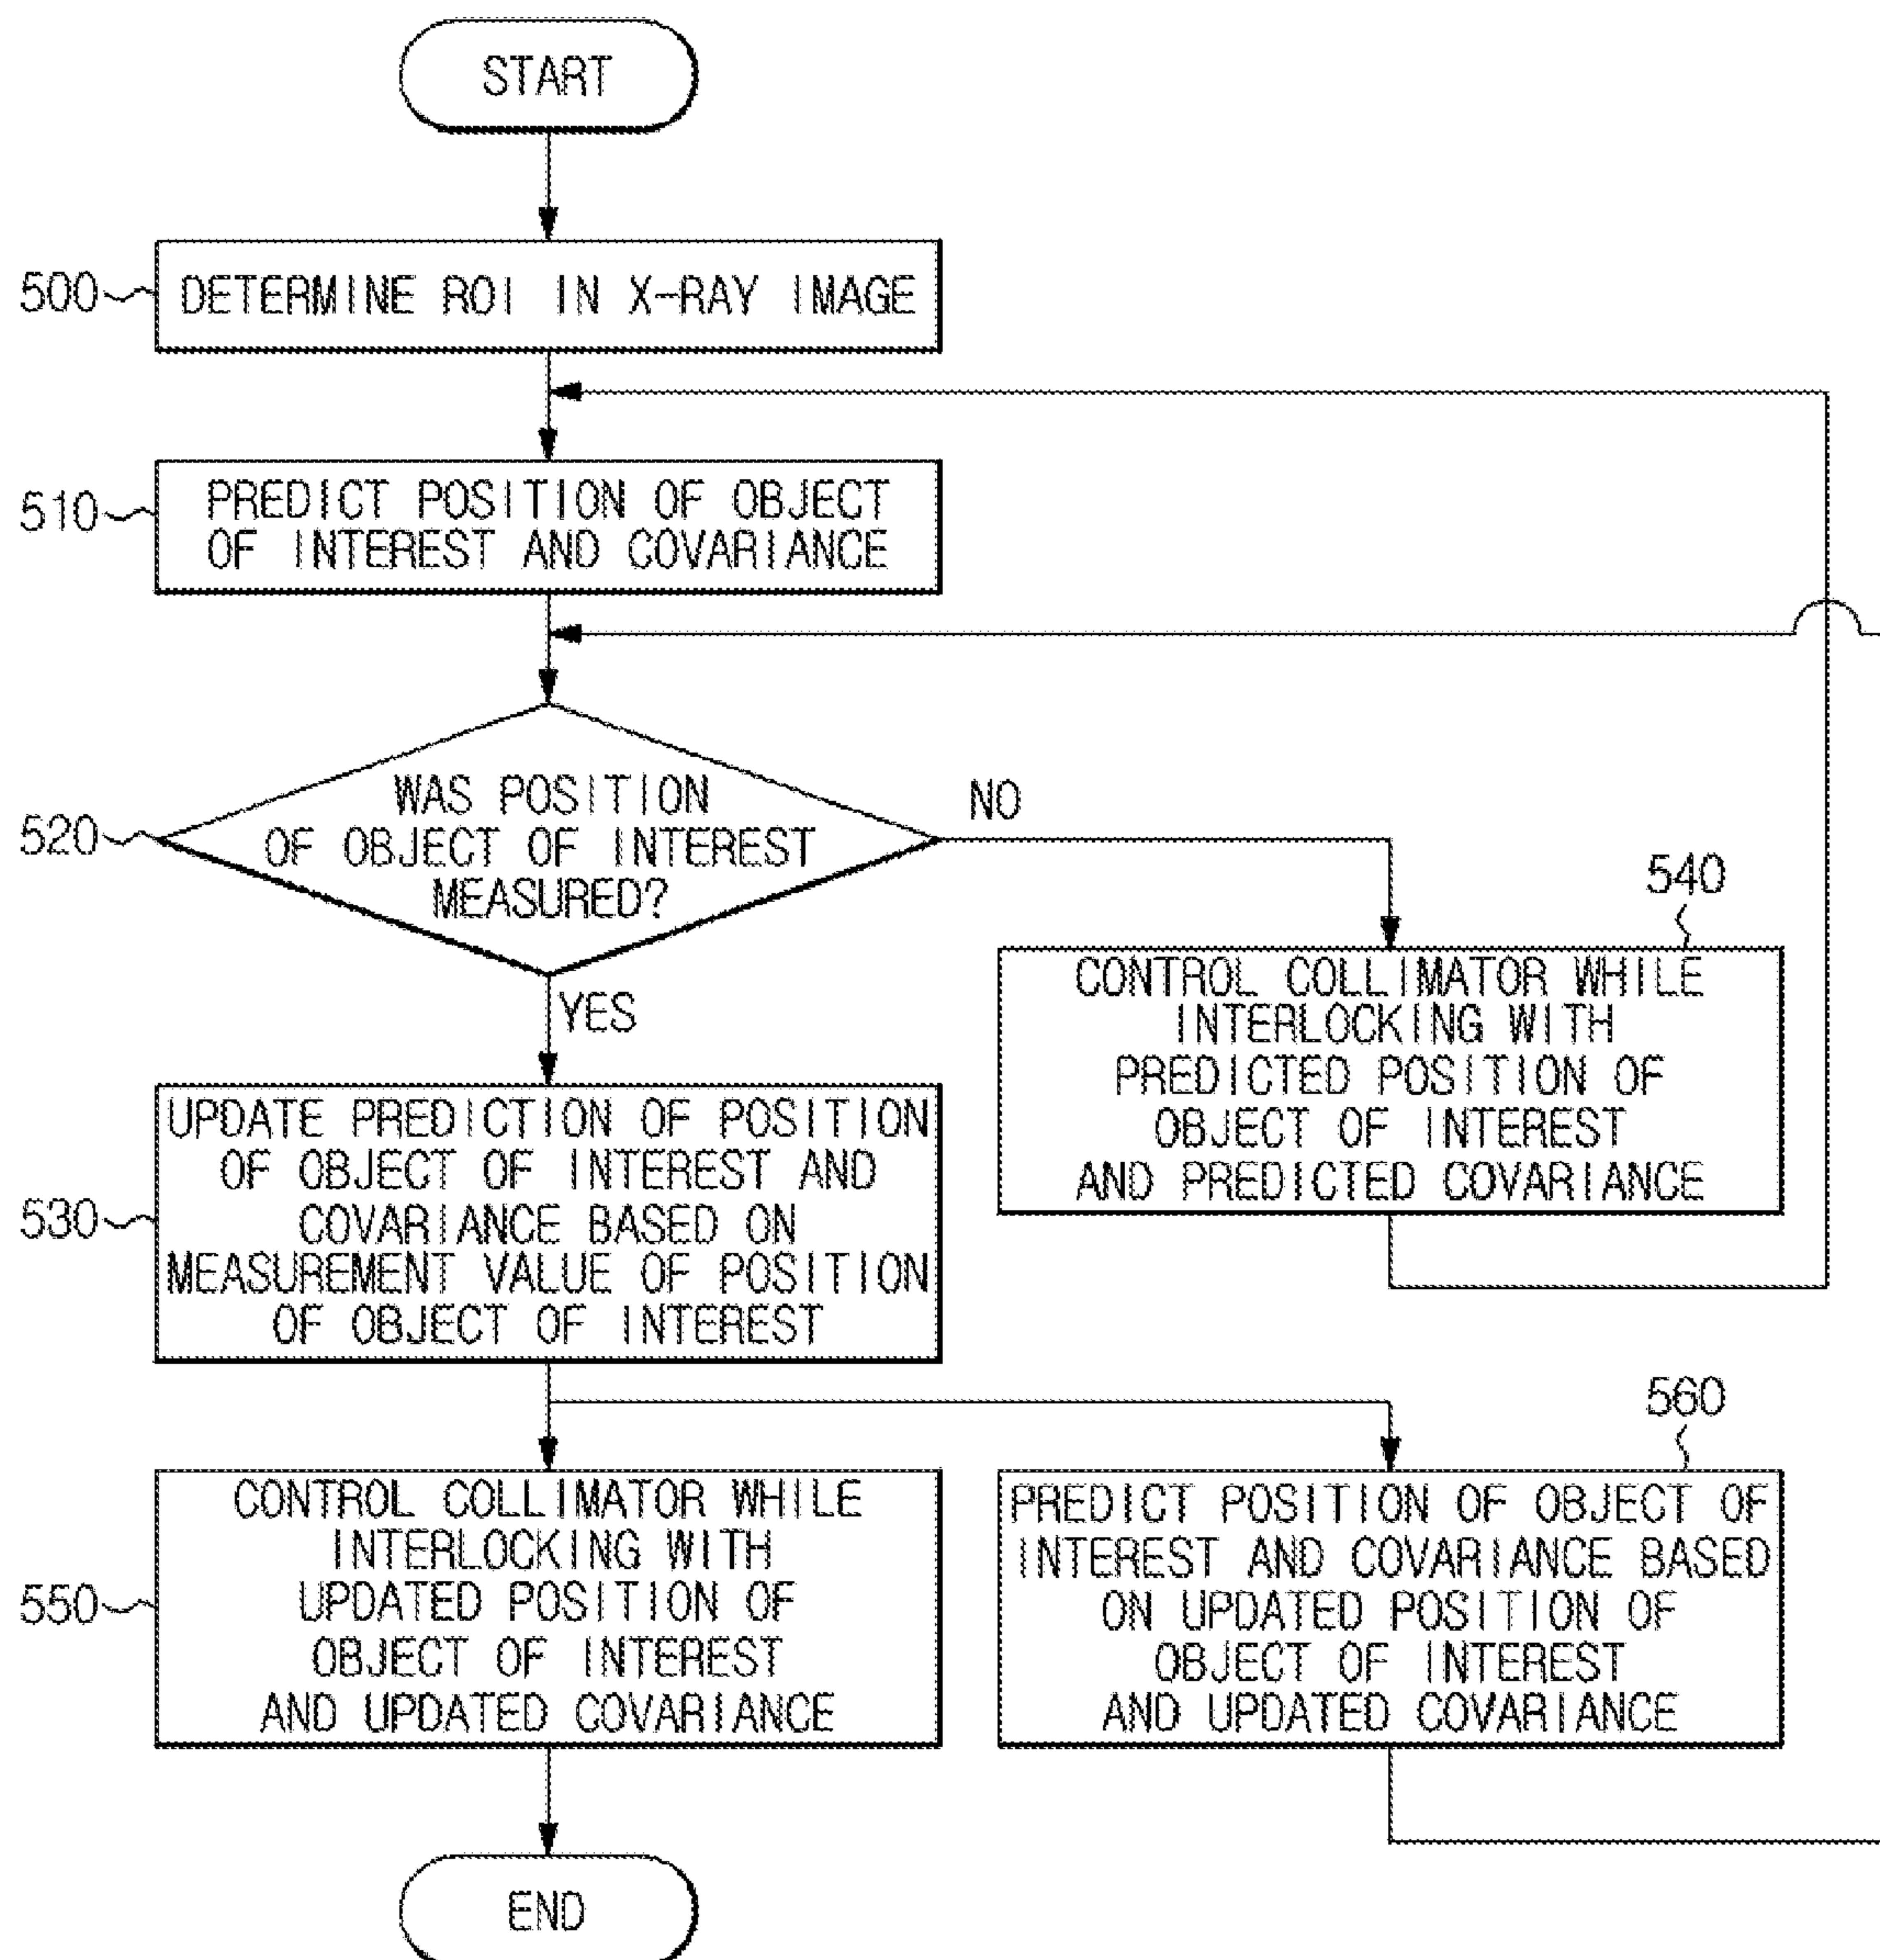 START
500
DETERMINE ROI IN X-RAY IMAGE
510
PREDICT POSITION OF OBJECT
OF INTEREST AND COVARIANCE
520
WAS POSITION
OF OBJECT OF INTEREST
MEASURED?
NO
YES
540
CONTROL COLLIMATOR WHILE
INTERLOCKING WITH
PREDICTED POSITION OF
OBJECT OF INTEREST
AND PREDICTED COVARIANCE
530
UPDATE PREDICTION OF POSITION
OF OBJECT OF INTEREST AND
COVARIANCE BASED ON
MEASUREMENT VALUE OF POSITION
OF OBJECT OF INTEREST
550
CONTROL COLLIMATOR WHILE
INTERLOCKING WITH
UPDATED POSITION OF
OBJECT OF INTEREST
AND UPDATED COVARIANCE
560
PREDICT POSITION OF OBJECT OF
INTEREST AND COVARIANCE BASED
ON UPDATED POSITION OF
OBJECT OF INTEREST
AND UPDATED COVARIANCE
END